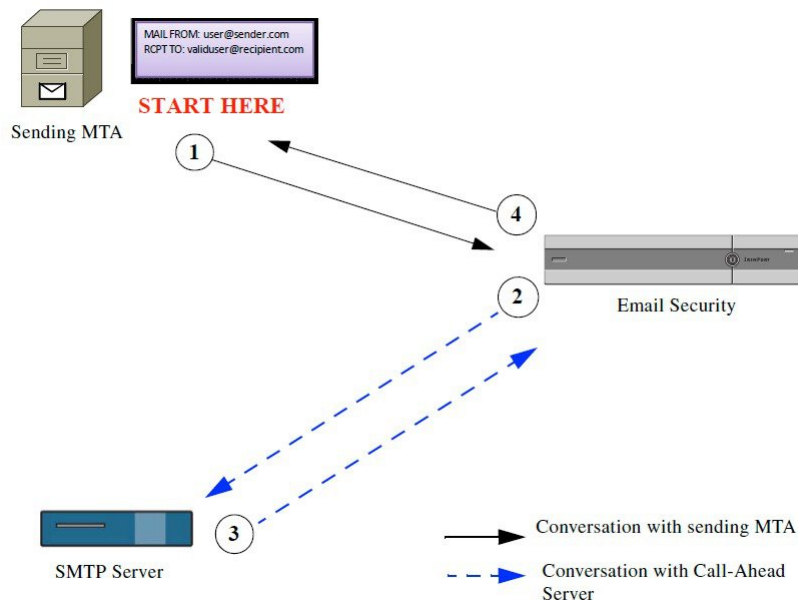 MAIL FROM: user@sender.com
RCPT TO: validuser@recipient.com
START HERE
Sending MTA
1
4
2
IronPort
Email Security
3
SMTP Server
Conversation with sending MTA
Conversation with Call-Ahead
Server